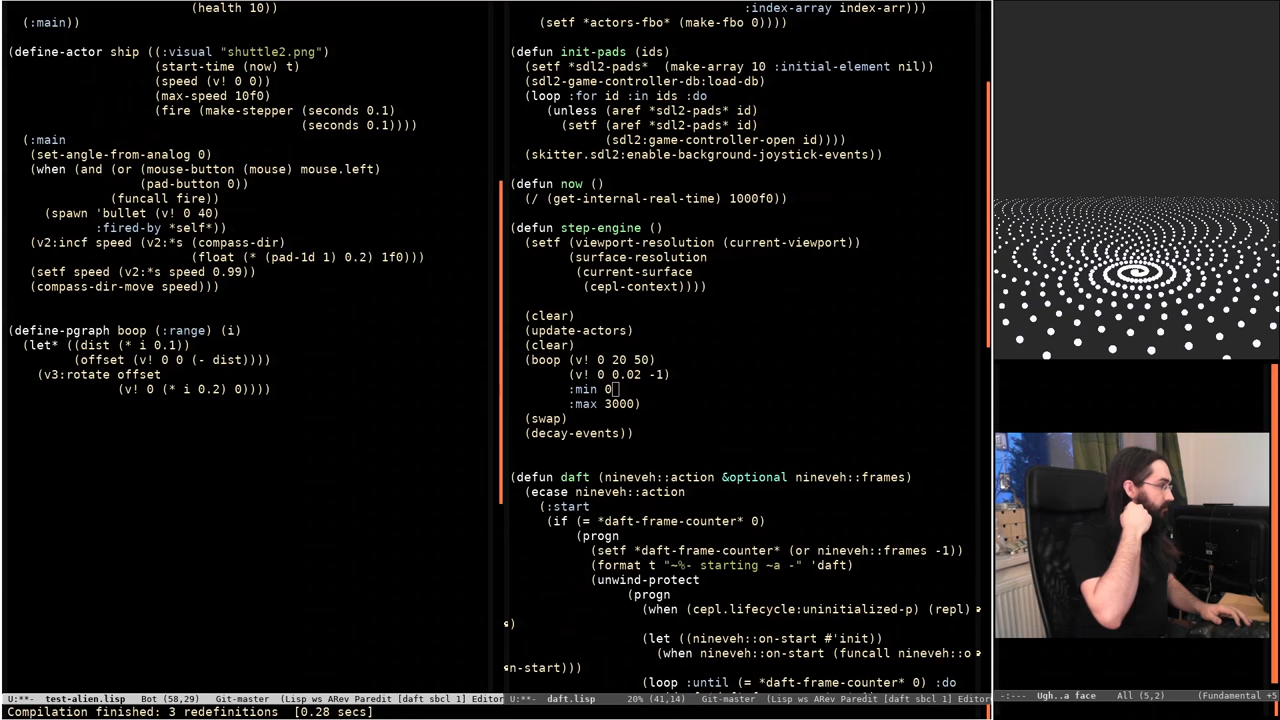 (health 10))
(:main))
(define-actor ship ((:visual "shuttle2.png")
(start-time (now) t)
(speed (v! 0 0))
(max-speed 10f0)
(fire (make-stepper (seconds 0.1)
(seconds 0.1))))
(:main
(set-angle-from-analog 0)
(when (and (or (mouse-button (mouse) mouse.left)
(pad-button 0))
(funcall fire))
(spawn 'bullet (v! 0 40)
:fired-by *self*))
(v2:incf speed (v2:*s (compass-dir)
(float (* (pad-1d 1) 0.2) 1f0)))
(setf speed (v2:*s speed 0.99))
(compass-dir-move speed)))
(define-pgraph boop (:range) (i)
(let* ((dist (* i 0.1))
(offset (v! 0 0 (- dist))))
(v3:rotate offset
(v! 0 (* i 0.2) 0))))
U:**- test-alien.lisp Bot (58,29) Git-master (Lisp ws ARev Paredit [daft sbcl 1] Editor
Compilation finished: 3 redefinitions [0.28 secs]
:index-array index-arr)))
(setf *actors-fbo* (make-fbo 0))))
(defun init-pads (ids)
(setf *sdl2-pads* (make-array 10 :initial-element nil))
(sdl2-game-controller-db:load-db)
(loop :for id :in ids :do
(unless (aref *sdl2-pads* id)
(setf (aref *sdl2-pads* id)
(sdl2:game-controller-open id))))
(skitter.sdl2:enable-background-joystick-events))
(defun now ()
(/ (get-internal-real-time) 1000f0))
(defun step-engine ()
(setf (viewport-resolution (current-viewport))
(surface-resolution
(current-surface
(cepl-context))))
(clear)
(update-actors)
(clear)
(boop (v! 0 20 50)
(v! 0 0.02 -1)
:min 0
:max 3000)
(swap)
(decay-events))
(defun daft (nineveh::action &optional nineveh::frames)
(ecase nineveh::action
(:start
(if (= *daft-frame-counter* 0)
(progn
(setf *daft-frame-counter* (or nineveh::frames -1))
(format t "~%- starting ~a -" 'daft)
(unwind-protect
(progn
(when (cepl.lifecycle:uninitialized-p) (repl)
)
(let ((nineveh::on-start #'init))
(when nineveh::on-start (funcall nineveh::o
n-start)))
(loop :until (= *daft-frame-counter* 0) :do
U:**- daft.lisp 20% (41,14) Git-master (Lisp ws ARev Paredit [daft sbcl 1] Editor
-:--- Ugh..a face All (5,2) (Fundamental +5